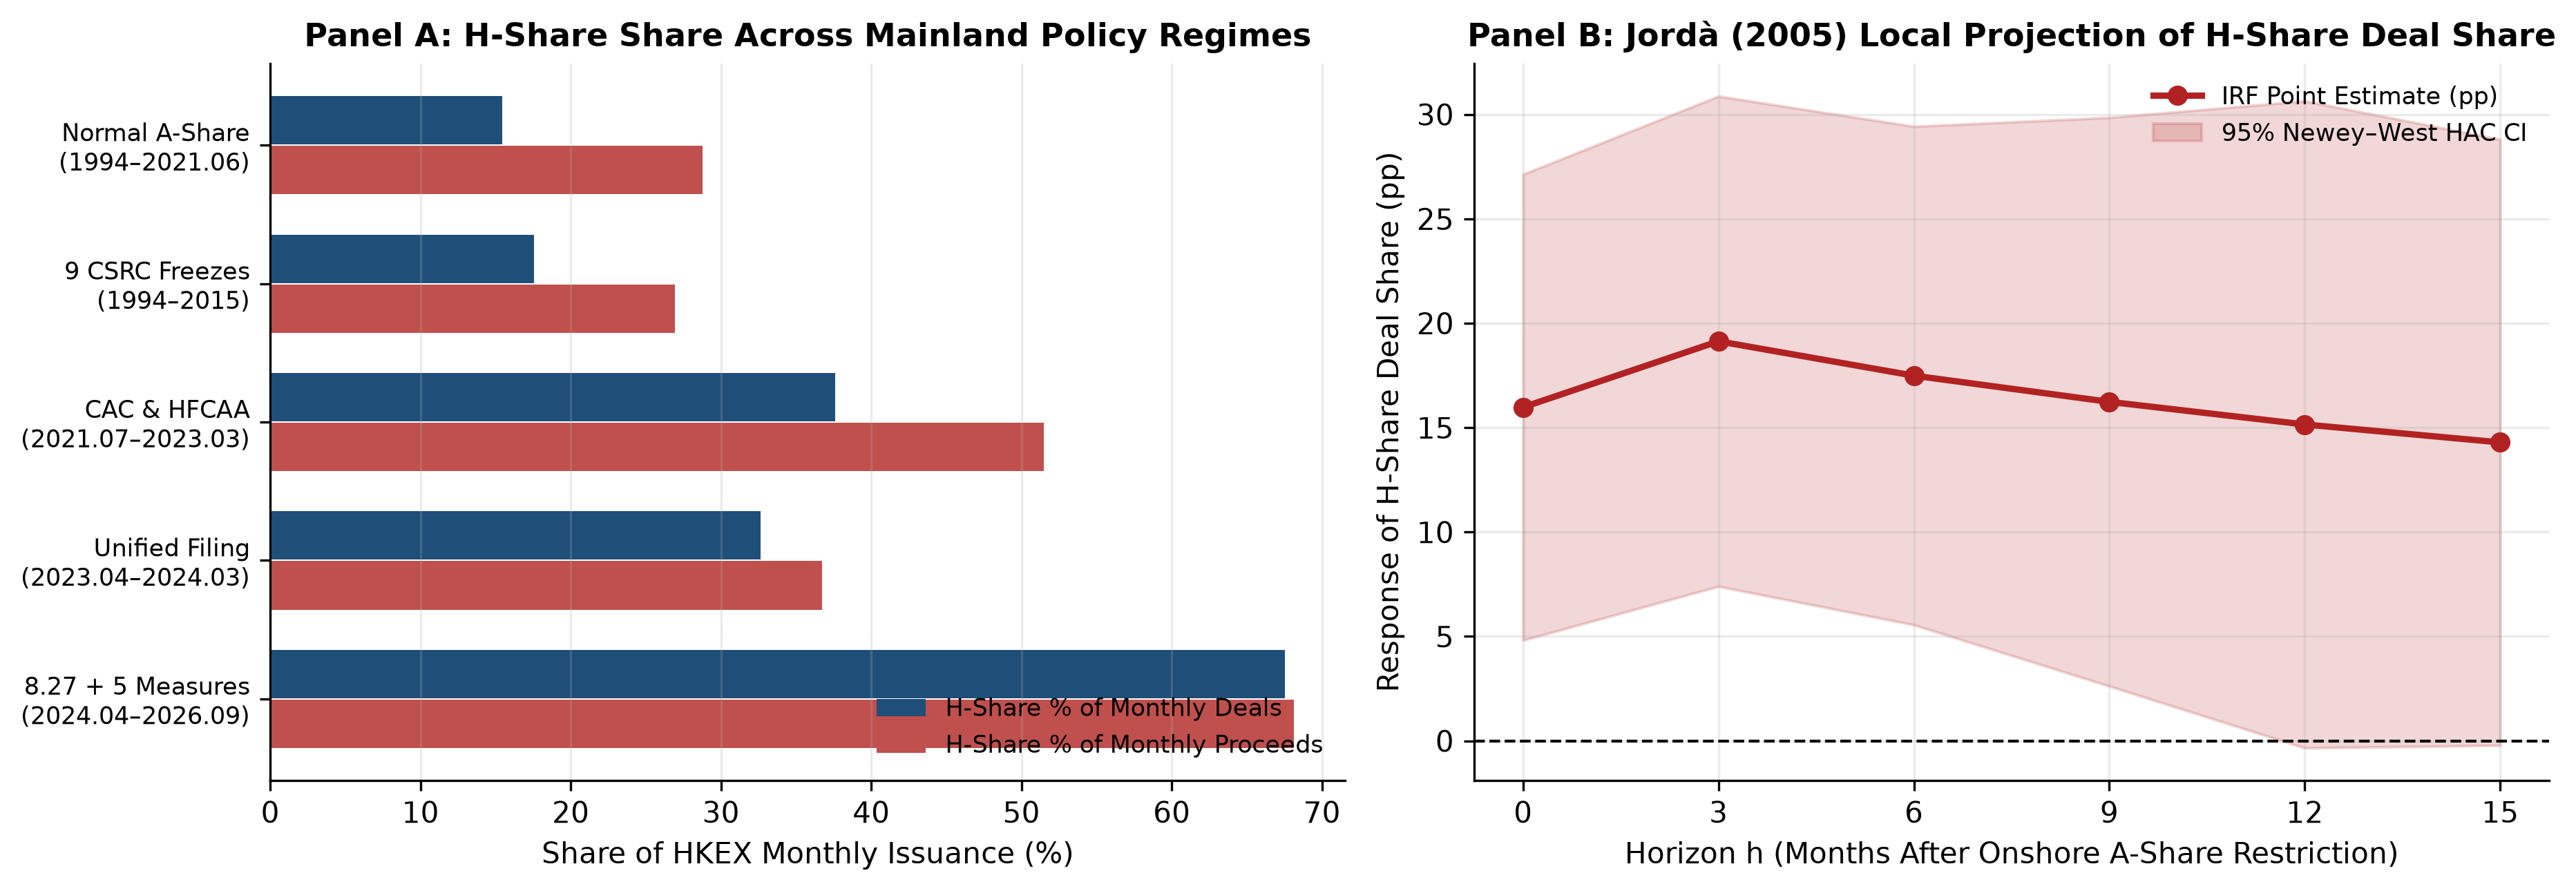 Panel A: H-Share Share Across Mainland Policy Regimes
Normal A-Share
(1994–2021.06)
9 CSRC Freezes
(1994–2015)
CAC & HFCAA
(2021.07–2023.03)
Unified Filing
(2023.04–2024.03)
8.27 + 5 Measures
(2024.04–2026.09)
H-Share % of Monthly Deals
H-Share % of Monthly Proceeds
0 10 20 30 40 50 60 70
Share of HKEX Monthly Issuance (%)
Panel B: Jordà (2005) Local Projection of H-Share Deal Share
IRF Point Estimate (pp)
95% Newey–West HAC CI
Response of H-Share Deal Share (pp)
30
25
20
15
10
5
0
0 3 6 9 12 15
Horizon h (Months After Onshore A-Share Restriction)